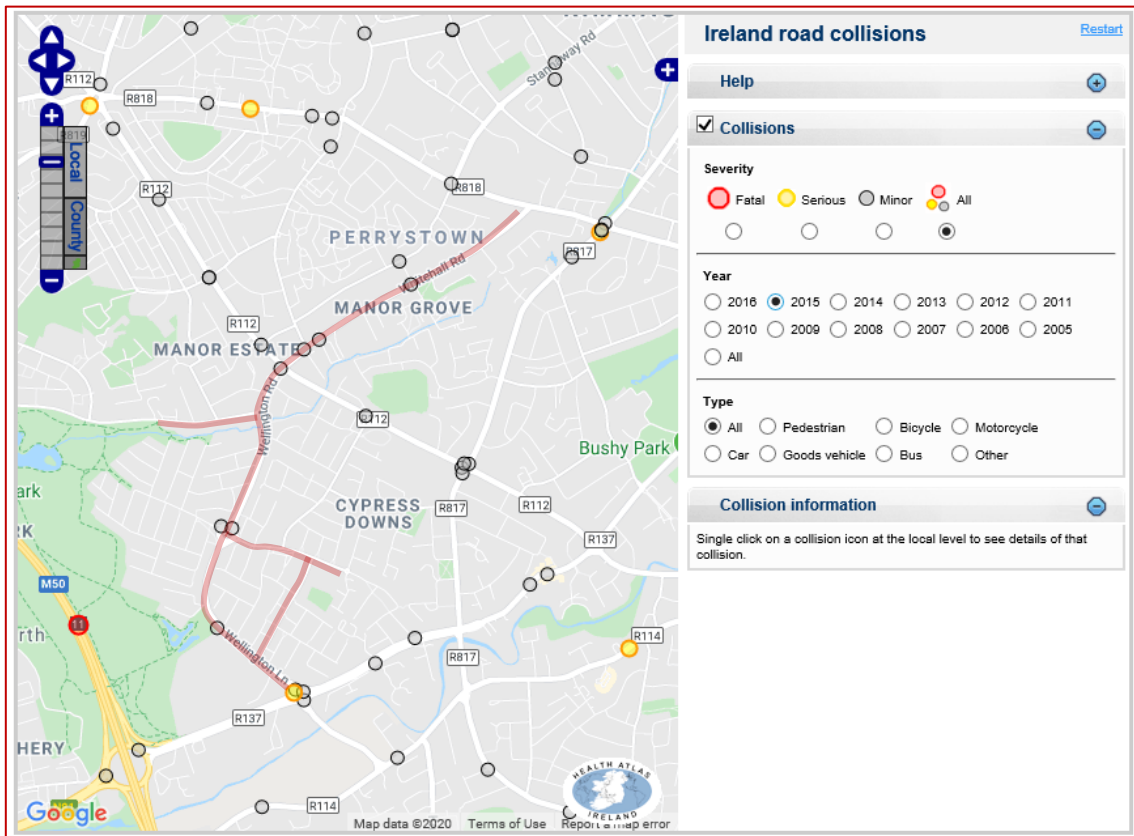 R112
R818
R819
Local
County
R112
Stannaway Rd
R818
PERRYSTOWN
R817
Whitehall Rd
MANOR GROVE
R112
MANOR ESTATE
Wellington Rd
R112
Bushy Park
ark
CYPRESS
DOWNS
R817
R112
RK
R137
M50
11
rth
R114
Wellington Ln
R817
R137
HERY
HEALTH ATLAS
IRELAND
Google
R114
Map data ©2020 Terms of Use Report a map error
Ireland road collisions
Restart
Help
Collisions
Severity
Fatal Serious Minor All
Year
2016 2015 2014 2013 2012 2011
2010 2009 2008 2007 2006 2005
All
Type
All Pedestrian Bicycle Motorcycle
Car Goods vehicle Bus Other
Collision information
Single click on a collision icon at the local level to see details of that
collision.